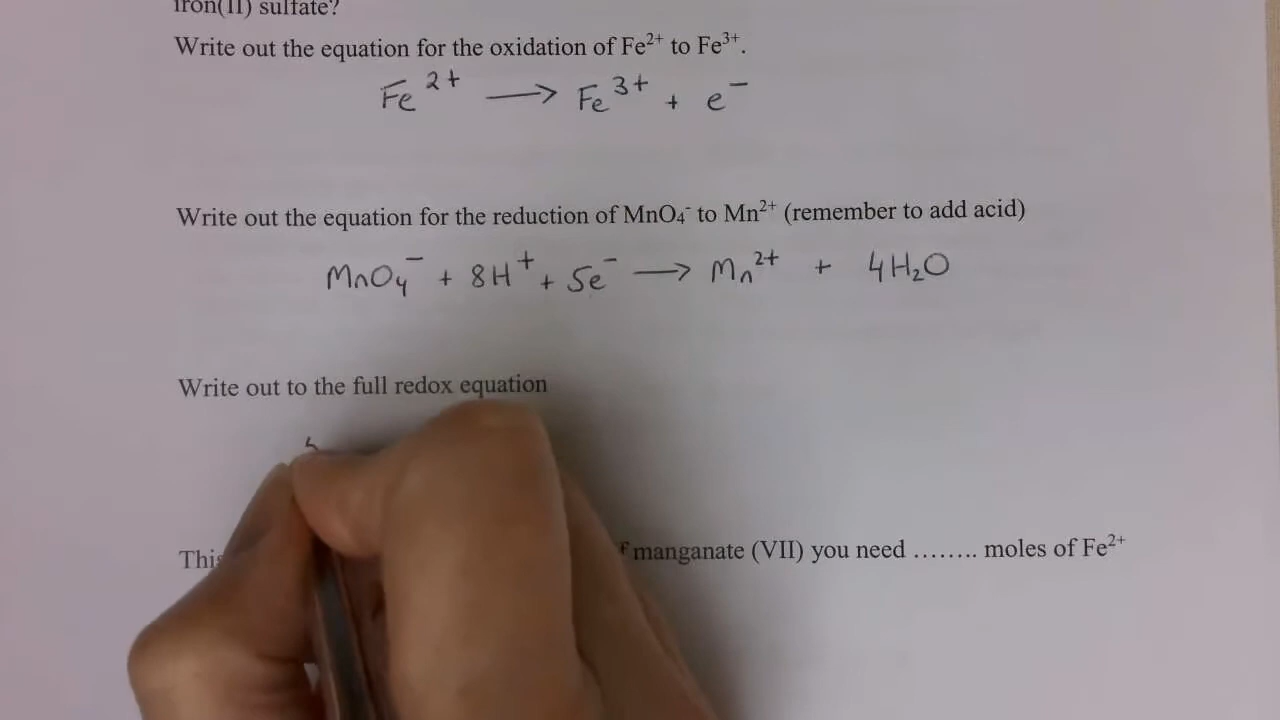 iron(II) sulfate?
Write out the equation for the oxidation of Fe²⁺ to Fe³⁺.
Fe²⁺ → Fe³⁺ + e⁻
Write out the equation for the reduction of MnO₄⁻ to Mn²⁺ (remember to add acid)
MnO₄⁻ + 8H⁺ + 5e⁻ → Mn²⁺ + 4H₂O
Write out to the full redox equation
manganate (VII) you need …….. moles of Fe²⁺